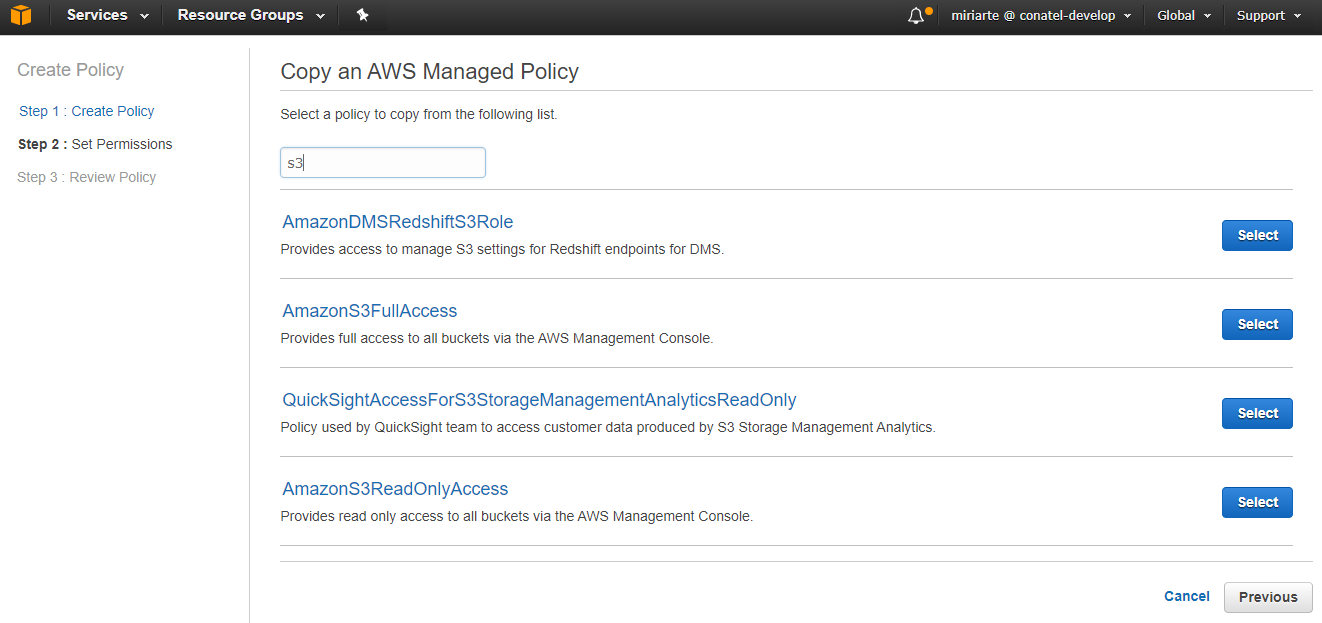 Services Resource Groups miriarte @ conatel-develop Global Support
Create Policy
Step 1 : Create Policy
Step 2 : Set Permissions
Step 3 : Review Policy
Copy an AWS Managed Policy
Select a policy to copy from the following list.
s3
AmazonDMSRedshiftS3Role
Provides access to manage S3 settings for Redshift endpoints for DMS.
Select
AmazonS3FullAccess
Provides full access to all buckets via the AWS Management Console.
Select
QuickSightAccessForS3StorageManagementAnalyticsReadOnly
Policy used by QuickSight team to access customer data produced by S3 Storage Management Analytics.
Select
AmazonS3ReadOnlyAccess
Provides read only access to all buckets via the AWS Management Console.
Select
Cancel Previous